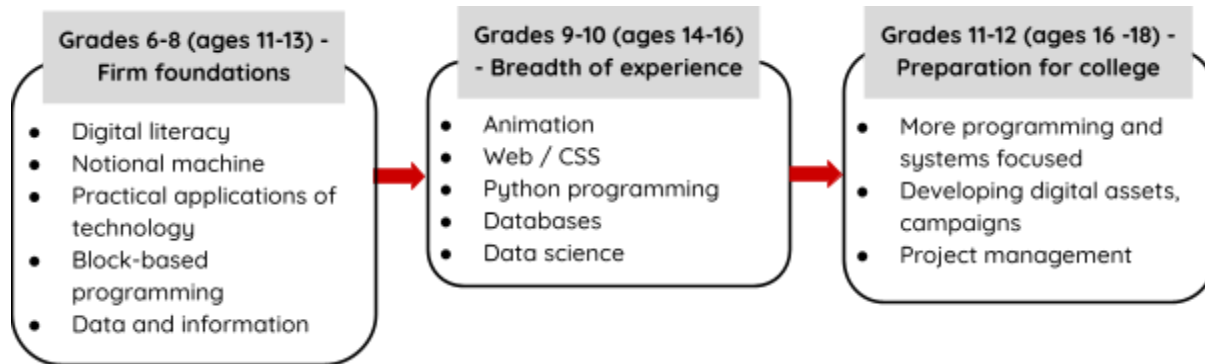 Grades 6-8 (ages 11-13) -
Firm foundations
● Digital literacy
● Notional machine
● Practical applications of
technology
● Block-based
programming
● Data and information
Grades 9-10 (ages 14-16)
- Breadth of experience
● Animation
● Web / CSS
● Python programming
● Databases
● Data science
Grades 11-12 (ages 16 -18) -
Preparation for college
● More programming and
systems focused
● Developing digital assets,
campaigns
● Project management